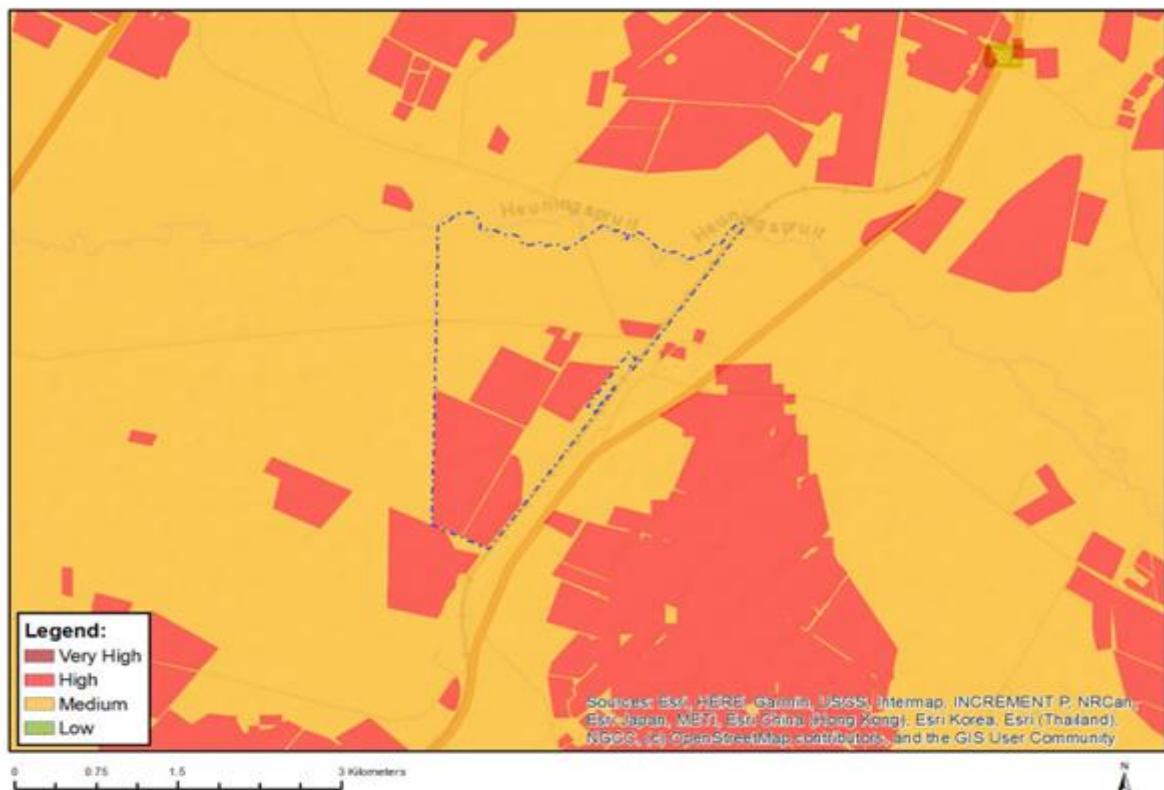 Heuningspruit
Heuningspruit
Legend:
Very High
High
Medium
Low
Sources: Esri, HERE, Garmin, USGS, Intermap, INCREMENT P, NRCan,
Esri Japan, METI, Esri China (Hong Kong), Esri Korea, Esri (Thailand),
NGCC, (c) OpenStreetMap contributors, and the GIS User Community
0 0.75 1.5 3 Kilometers
N